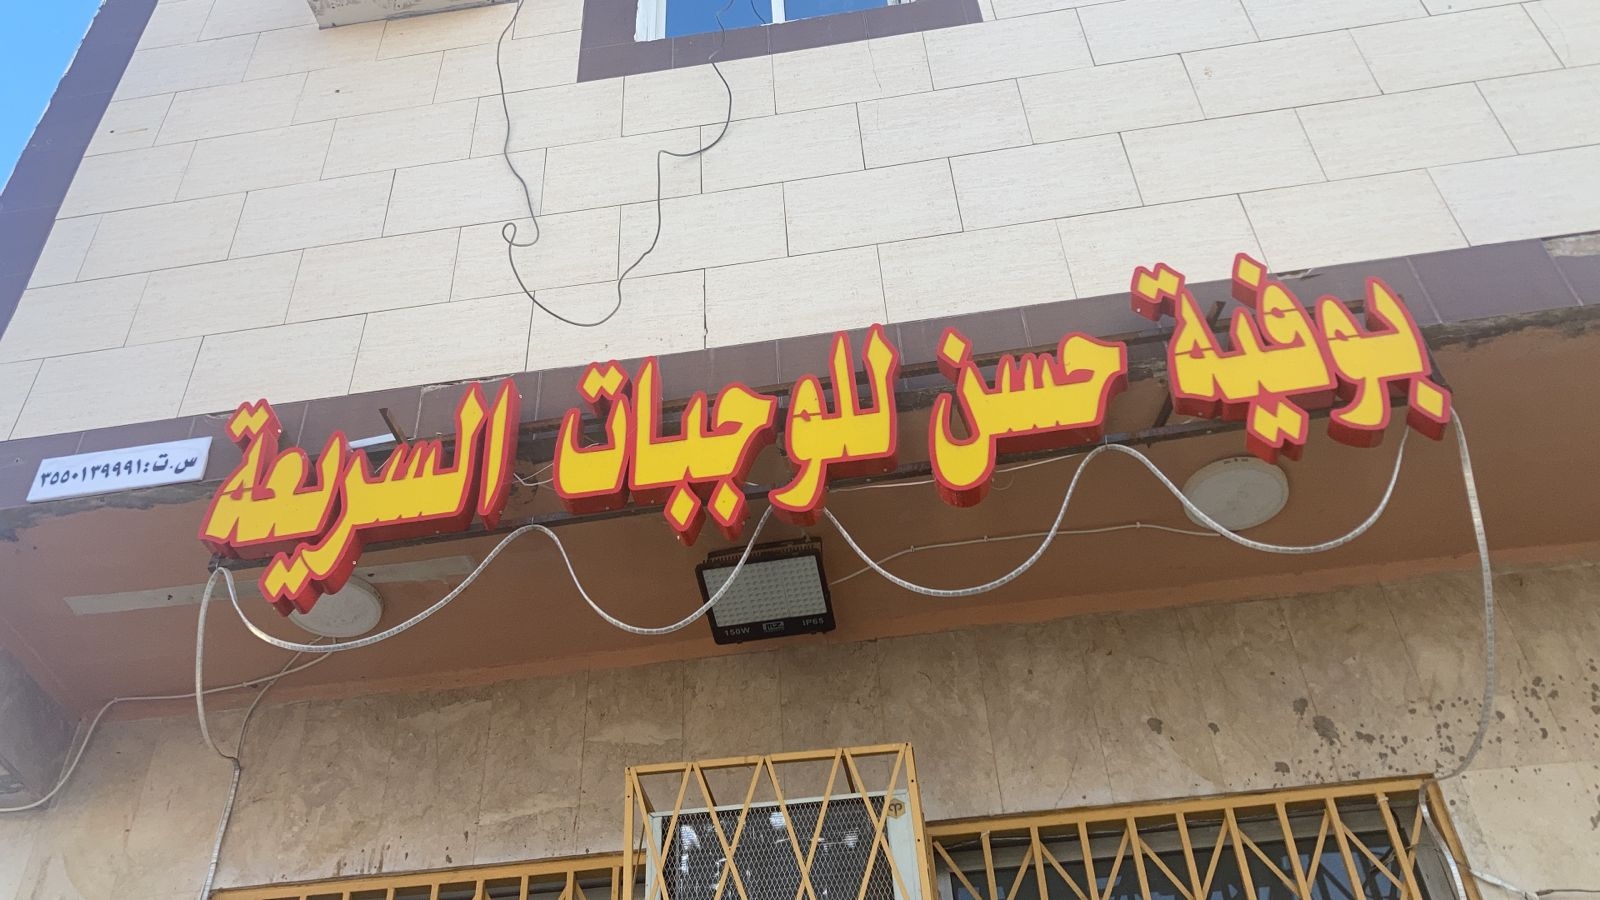 بوفية حسن للوجبات السريعة
س.ت: ٣٥٥٠١٣٩٩٩١
150W
IP65